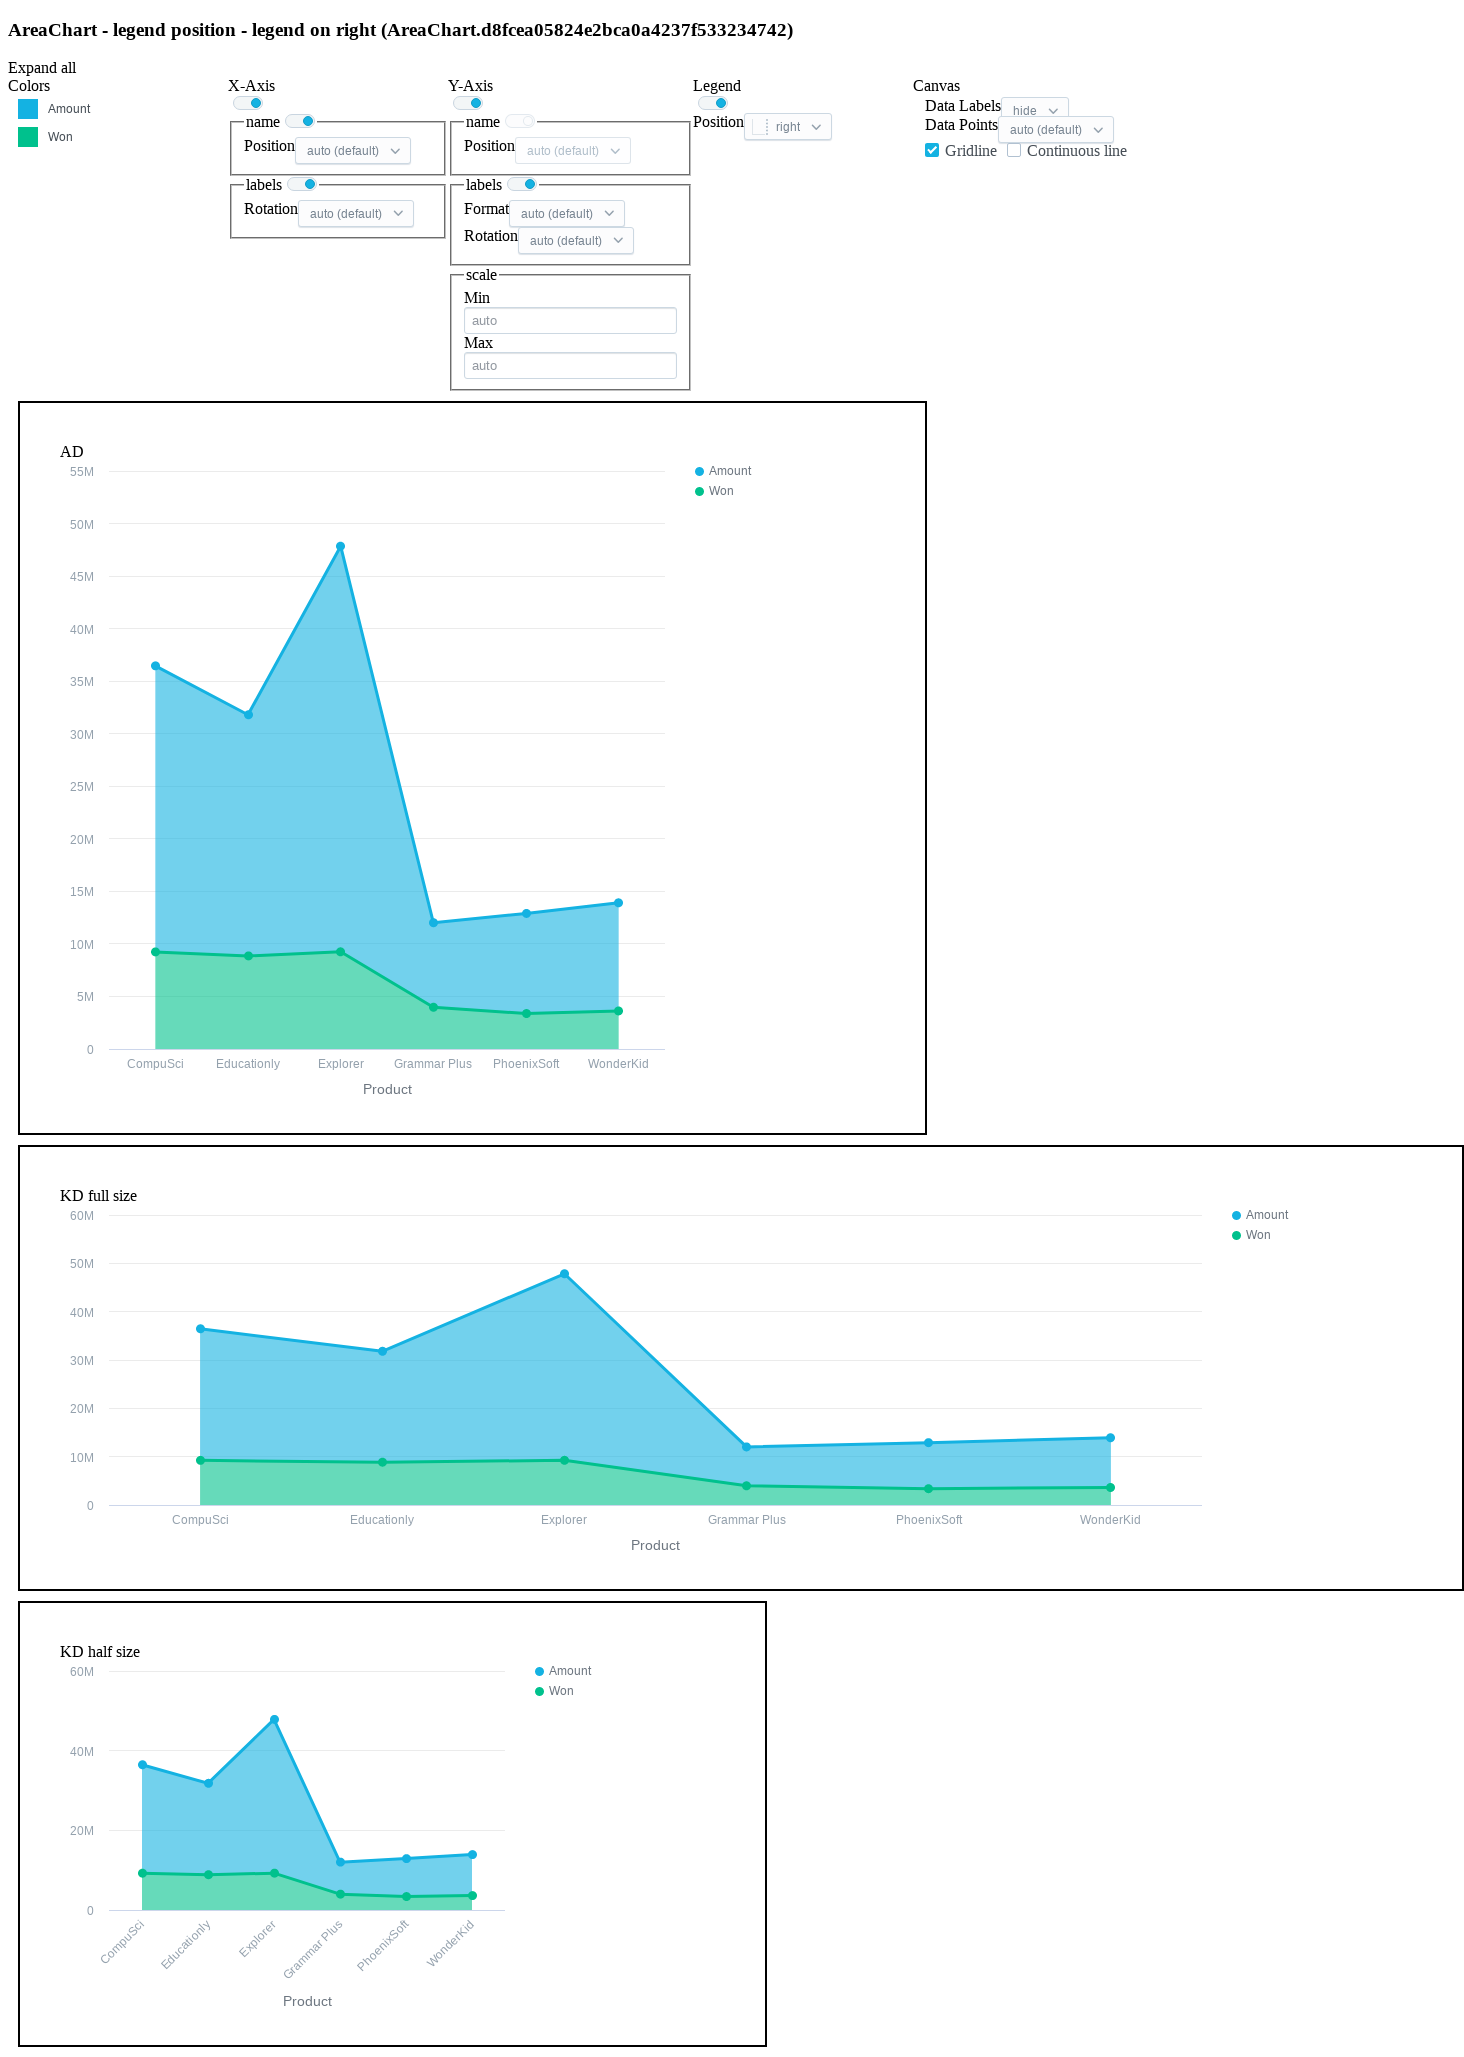 AreaChart - legend position - legend on right (AreaChart.d8fcea05824e2bca0a4237f533234742)
Expand all
Colors
Amount
Won
X-Axis
name
Position auto (default)
labels
Rotation auto (default)
Y-Axis
name
Position auto (default)
labels
Format auto (default)
Rotation auto (default)
scale
Min
auto
Max
auto
Legend
Position right
Canvas
Data Labels hide
Data Points auto (default)
Gridline Continuous line
AD
55M
50M
45M
40M
35M
30M
25M
20M
15M
10M
5M
0
CompuSci Educationly Explorer Grammar Plus PhoenixSoft WonderKid
Product
Amount
Won
KD full size
60M
50M
40M
30M
20M
10M
0
CompuSci Educationly Explorer Grammar Plus PhoenixSoft WonderKid
Product
Amount
Won
KD half size
60M
40M
20M
0
CompuSci Educationly Explorer Grammar Plus PhoenixSoft WonderKid
Product
Amount
Won